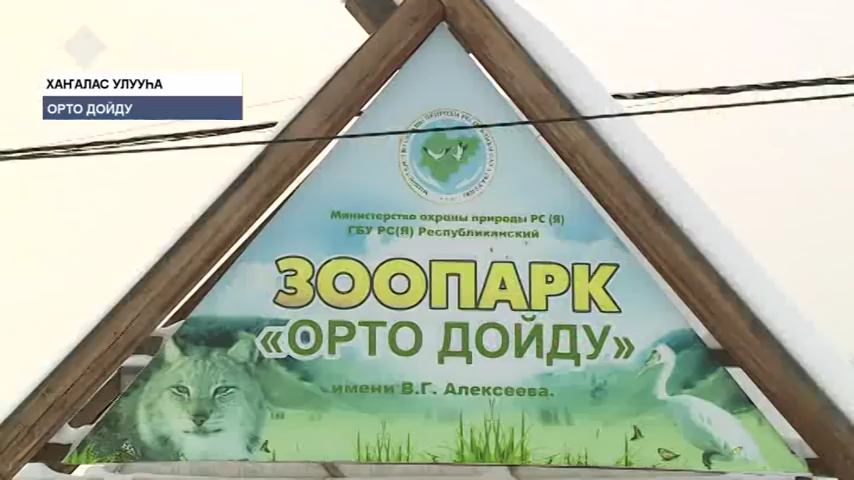 ХАҤАЛАС УЛУУҺА
ОРТО ДОЙДУ
Министерство охраны природы РС (Я)
ГБУ РС(Я) Республиканский
ЗООПАРК
«ОРТО ДОЙДУ»
имени В.Г. Алексеева.